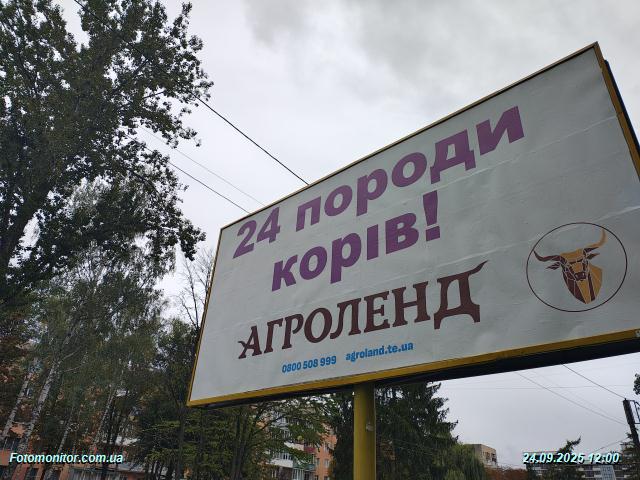 24 породи
корів!
АГРОЛЕНД
0800 508 999 agroland.te.ua
Fotomonitor.com.ua
24.09.2025 12:00